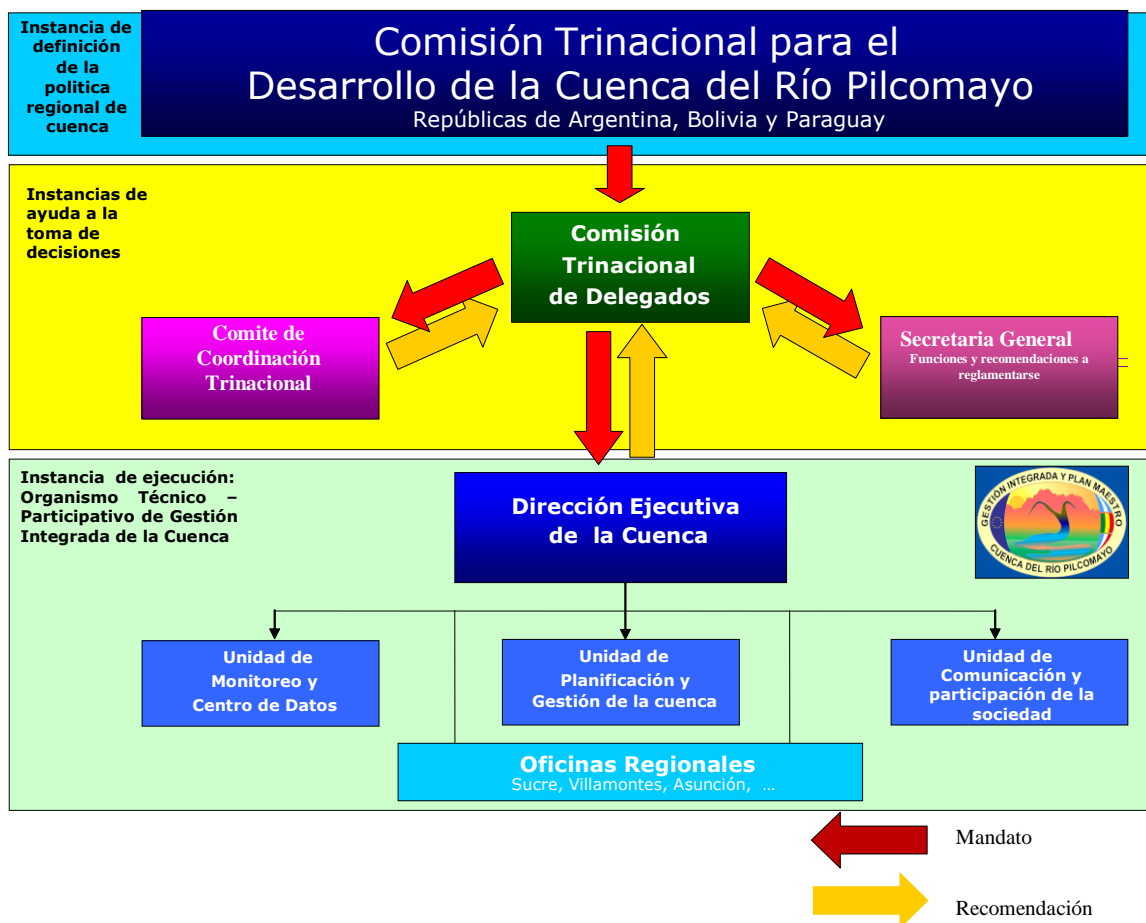 Instancia de
definición
de la
politica
regional de
cuenca
Comisión Trinacional para el
Desarrollo de la Cuenca del Río Pilcomayo
Repúblicas de Argentina, Bolivia y Paraguay
Instancias de
ayuda a la
toma de
decisiones
Comisión
Trinacional
de Delegados
Comite de
Coordinación
Trinacional
Secretaria General
Funciones y recomendaciones a
reglamentarse
Instancia de ejecución:
Organismo Técnico –
Participativo de Gestión
Integrada de la Cuenca
Dirección Ejecutiva
de la Cuenca
GESTIÓN INTEGRADA Y PLAN MAESTRO
CUENCA DEL RÍO PILCOMAYO
Unidad de
Monitoreo y
Centro de Datos
Unidad de
Planificación y
Gestión de la cuenca
Unidad de
Comunicación y
participación de la
sociedad
Oficinas Regionales
Sucre, Villamontes, Asunción, ...
Mandato
Recomendación